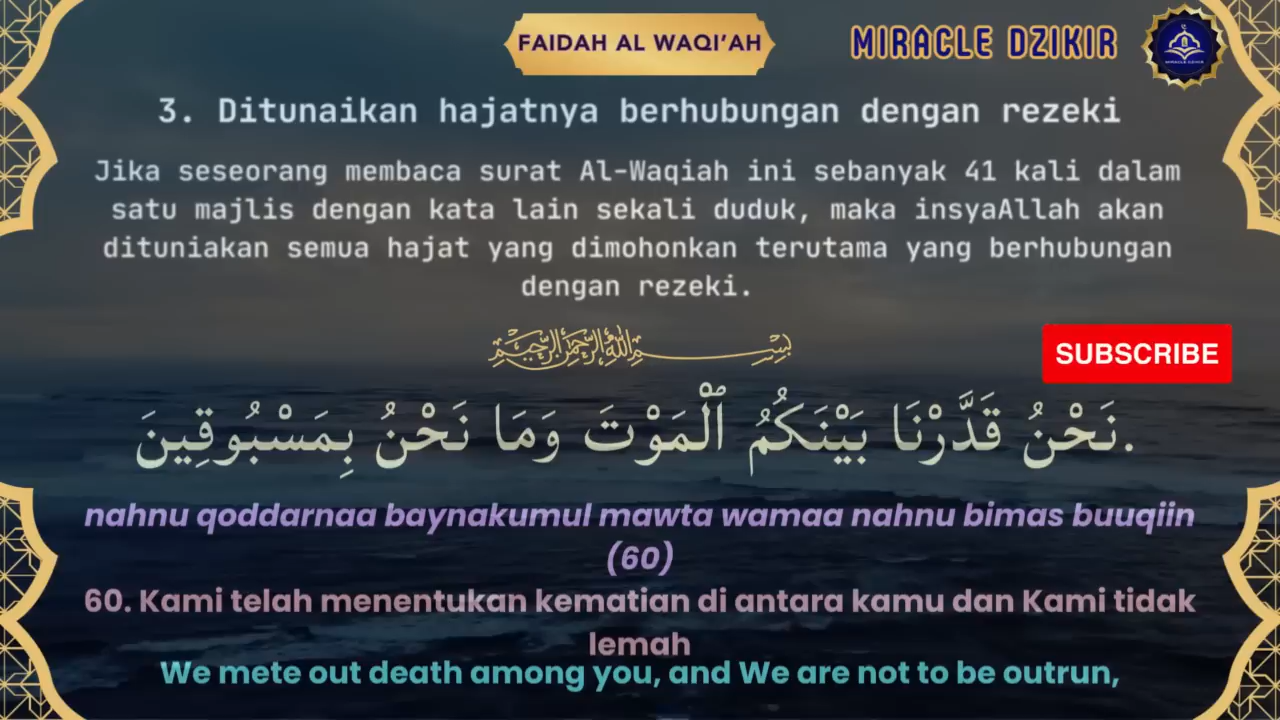 FAIDAH AL WAQI’AH
MIRACLE DZIKIR
MIRACLE DZIKIR
3. Ditunaikan hajatnya berhubungan dengan rezeki
Jika seseorang membaca surat Al-Waqiah ini sebanyak 41 kali dalam
satu majlis dengan kata lain sekali duduk, maka insyaAllah akan
dituniakan semua hajat yang dimohonkan terutama yang berhubungan
dengan rezeki.
بِسْمِ اللهِ الرَّحْمٰنِ الرَّحِيْمِ
SUBSCRIBE
نَحْنُ قَدَّرْنَا بَيْنَكُمُ ٱلْمَوْتَ وَمَا نَحْنُ بِمَسْبُوقِينَ.
nahnu qoddarnaa baynakumul mawta wamaa nahnu bimas buuqiin
(60)
60. Kami telah menentukan kematian di antara kamu dan Kami tidak
lemah
We mete out death among you, and We are not to be outrun,